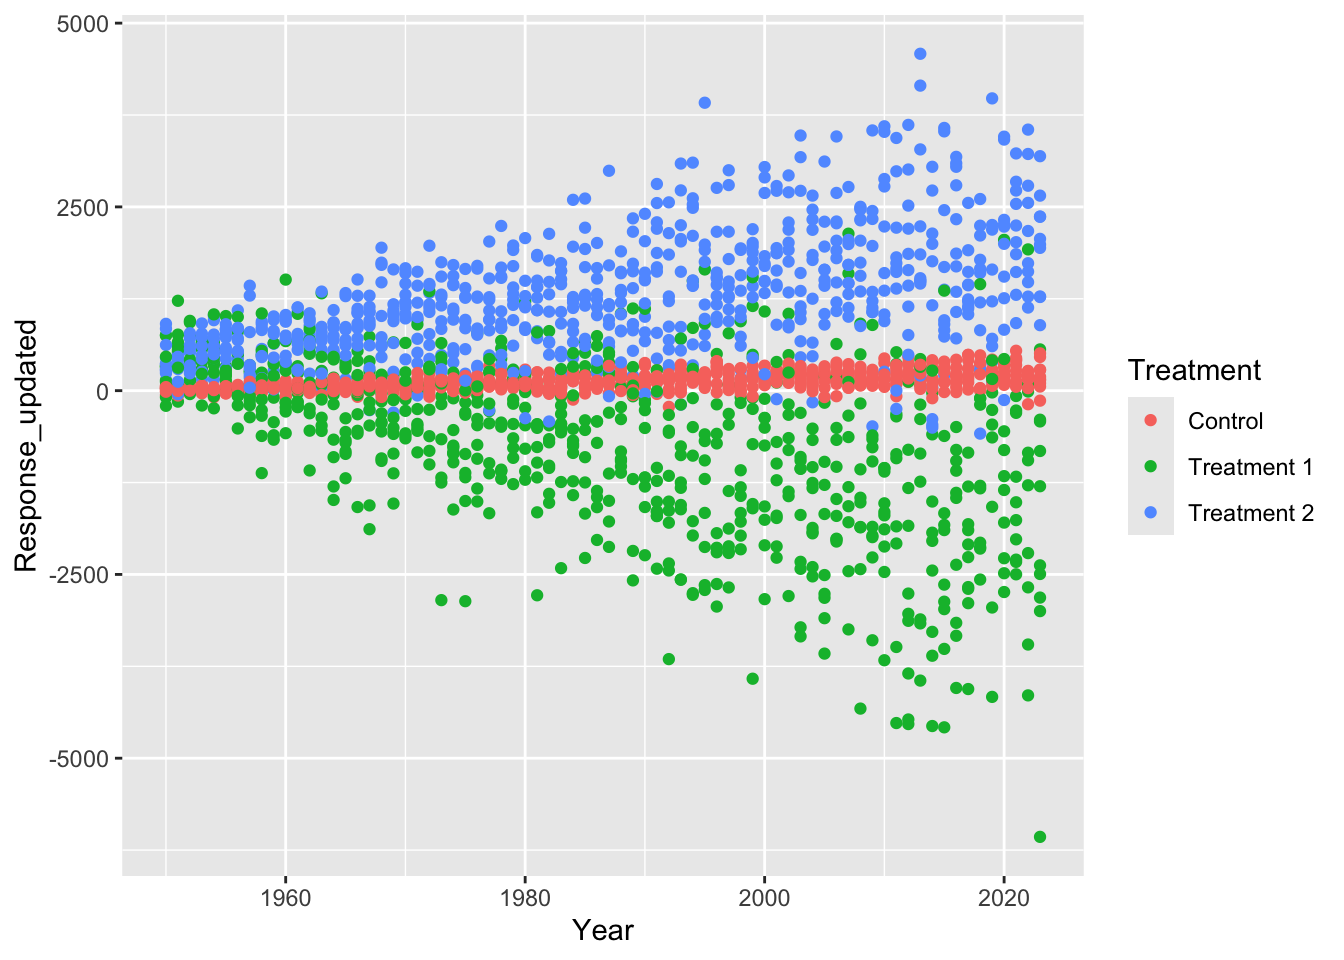 5000
2500
0
-2500
-5000
Response_updated
1960
1980
2000
2020
Year
Treatment
Control
Treatment 1
Treatment 2